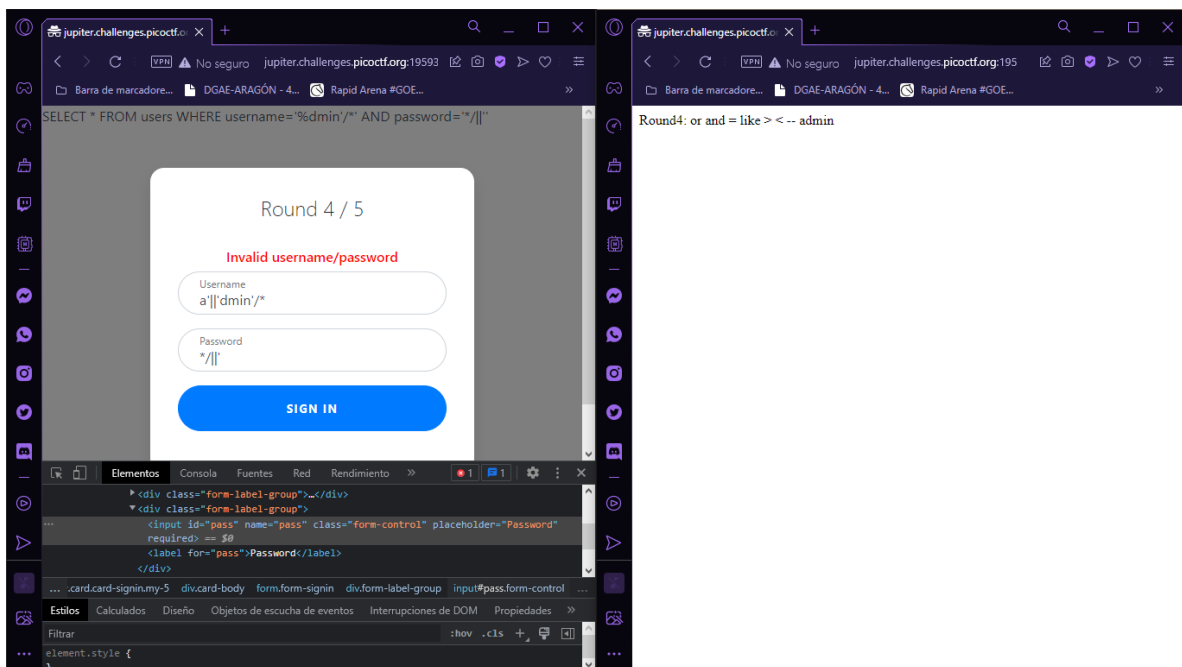 jupiter.challenges.picoctf.or
VPN No seguro jupiter.challenges.picoctf.org:19593
Barra de marcadore... DGAE-ARAGÓN - 4... Rapid Arena #GOE... »
SELECT * FROM users WHERE username='%dmin'/*' AND password='*/||''
Round 4 / 5
Invalid username/password
Username
a'||'dmin'/*
Password
*/||'
SIGN IN
Elementos Consola Fuentes Red Rendimiento » 1 1
<div class="form-label-group">…</div>
<div class="form-label-group">
<input id="pass" name="pass" class="form-control" placeholder="Password"
required> == $0
<label for="pass">Password</label>
</div>
... .card.card-signin.my-5 div.card-body form.form-signin div.form-label-group input#pass.form-control ...
Estilos Calculados Diseño Objetos de escucha de eventos Interrupciones de DOM Propiedades »
Filtrar :hov .cls +
element.style {
}
jupiter.challenges.picoctf.o
VPN No seguro jupiter.challenges.picoctf.org:195
Barra de marcadore... DGAE-ARAGÓN - 4... Rapid Arena #GOE... »
Round4: or and = like > < -- admin